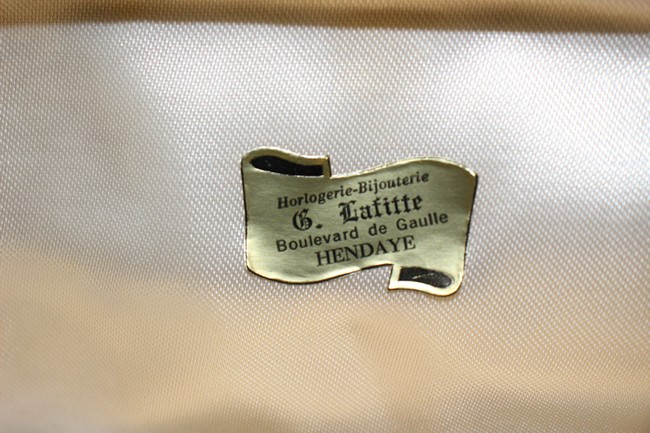 Horlogerie-Bijouterie
G. Lafitte
Boulevard de Gaulle
HENDAYE